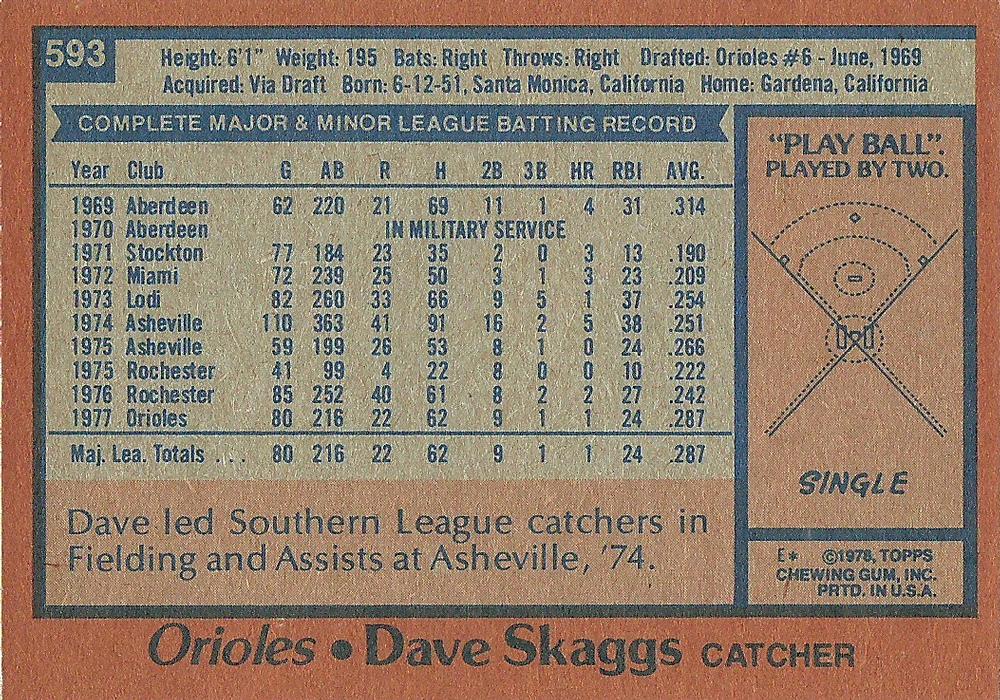 593
Height: 6'1" Weight: 195 Bats: Right Throws: Right Drafted: Orioles #6 - June, 1969
Acquired: Via Draft Born: 6-12-51, Santa Monica, California Home: Gardena, California
COMPLETE MAJOR & MINOR LEAGUE BATTING RECORD
Year Club G AB R H 2B 3B HR RBI AVG.
1969 Aberdeen 62 220 21 69 11 1 4 31 .314
1970 Aberdeen IN MILITARY SERVICE
1971 Stockton 77 184 23 35 2 0 3 13 .190
1972 Miami 72 239 25 50 3 1 3 23 .209
1973 Lodi 82 260 33 66 9 5 1 37 .254
1974 Asheville 110 363 41 91 16 2 5 38 .251
1975 Asheville 59 199 26 53 8 1 0 24 .266
1975 Rochester 41 99 4 22 8 0 0 10 .222
1976 Rochester 85 252 40 61 8 2 2 27 .242
1977 Orioles 80 216 22 62 9 1 1 24 .287
Maj. Lea. Totals . . . 80 216 22 62 9 1 1 24 .287
Dave led Southern League catchers in
Fielding and Assists at Asheville, '74.
"PLAY BALL".
PLAYED BY TWO.
SINGLE
E* ©1978, TOPPS
CHEWING GUM, INC.
PRTD. IN U.S.A.
Orioles • Dave Skaggs CATCHER